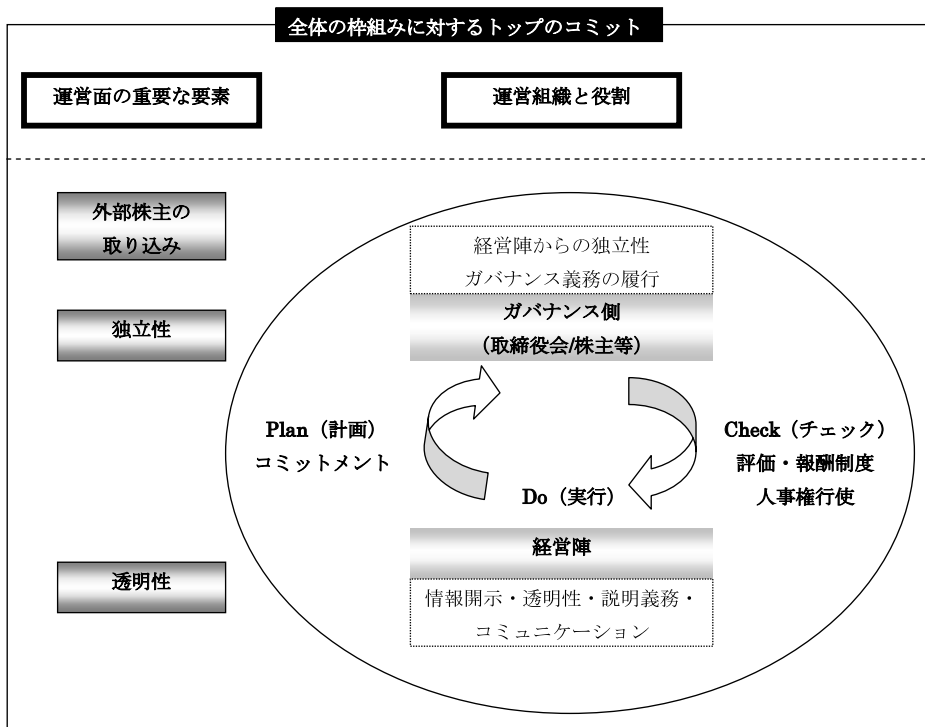 全体の枠組みに対するトップのコミット
運営面の重要な要素
運営組織と役割
外部株主の
取り込み
経営陣からの独立性
ガバナンス義務の履行
独立性
ガバナンス側
（取締役会/株主等）
Plan（計画）
コミットメント
Check（チェック）
評価・報酬制度
人事権行使
Do（実行）
経営陣
透明性
情報開示・透明性・説明義務・
コミュニケーション